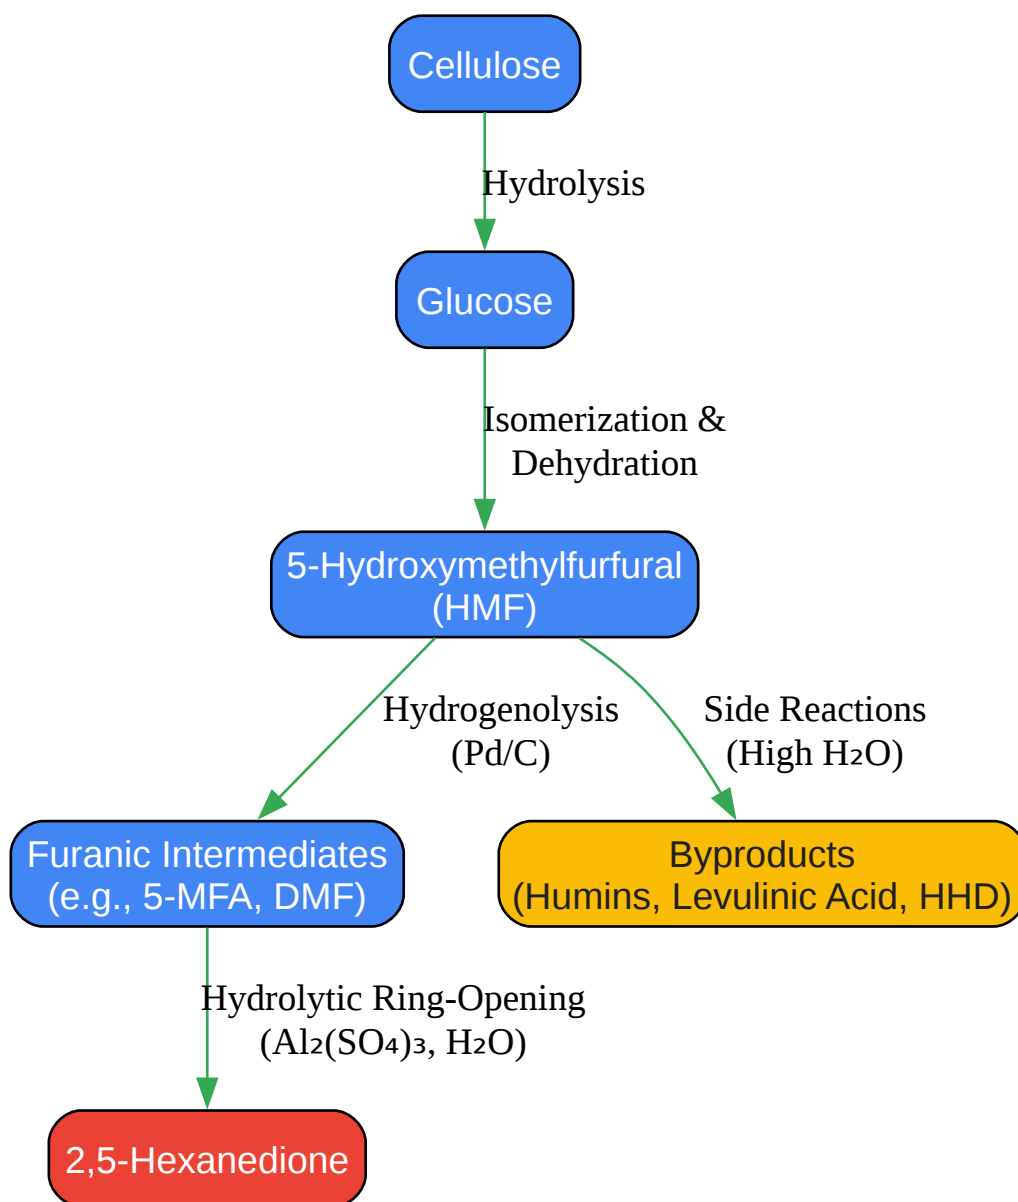 Cellulose
Hydrolysis
Glucose
Isomerization &
Dehydration
5-Hydroxymethylfurfural
(HMF)
Hydrogenolysis
(Pd/C)
Side Reactions
(High H₂O)
Furanic Intermediates
(e.g., 5-MFA, DMF)
Byproducts
(Humins, Levulinic Acid, HHD)
Hydrolytic Ring-Opening
(Al₂(SO₄)₃, H₂O)
2,5-Hexanedione